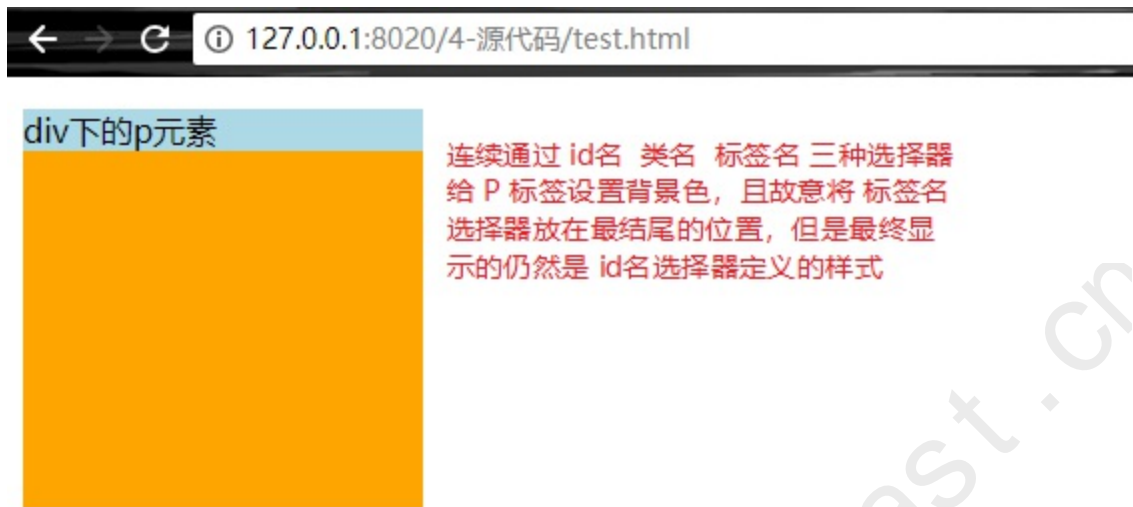 127.0.0.1:8020/4-源代码/test.html
div下的p元素
连续通过 id名 类名 标签名 三种选择器
给 P 标签设置背景色，且故意将 标签名
选择器放在最结尾的位置，但是最终显
示的仍然是 id名选择器定义的样式
ast.cn